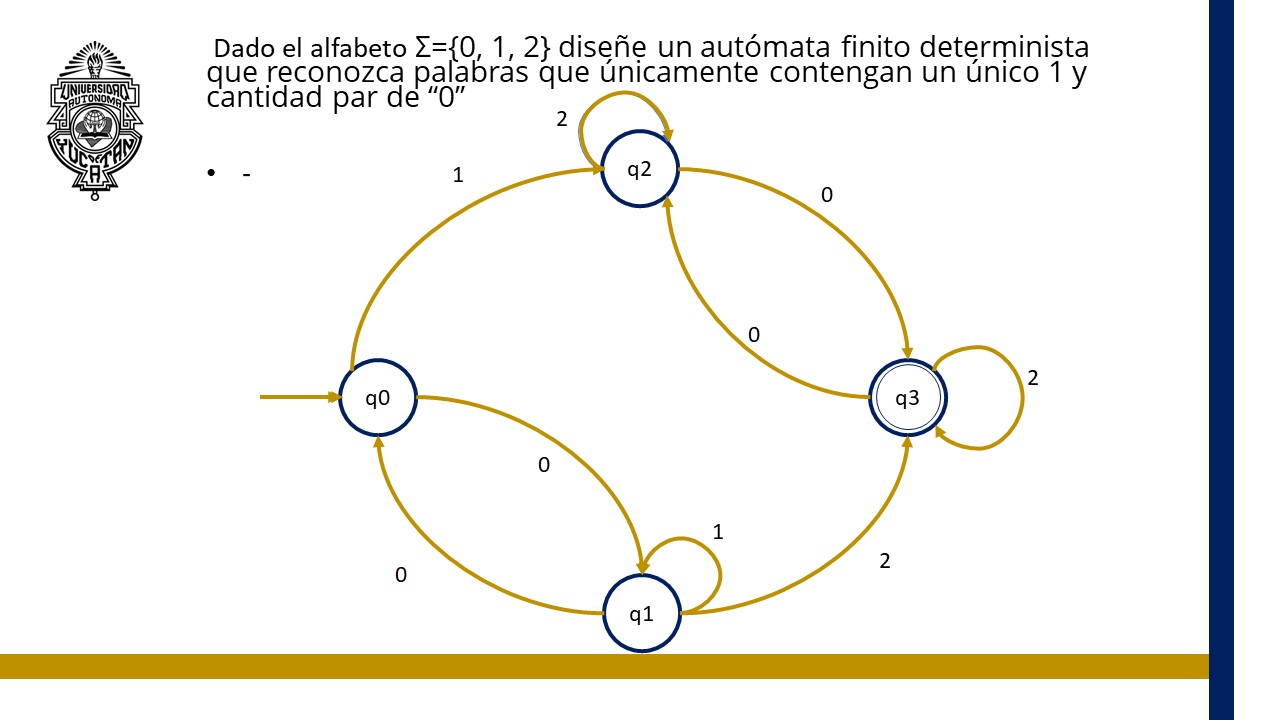 Dado el alfabeto Σ={0, 1, 2} diseñe un autómata finito determinista
que reconozca palabras que únicamente contengan un único 1 y
cantidad par de “0”
UNIVERSIDAD
AUTONOMA
YUCATAN
• -
2
1
q2
0
0
q0
q3
2
0
1
0
2
q1